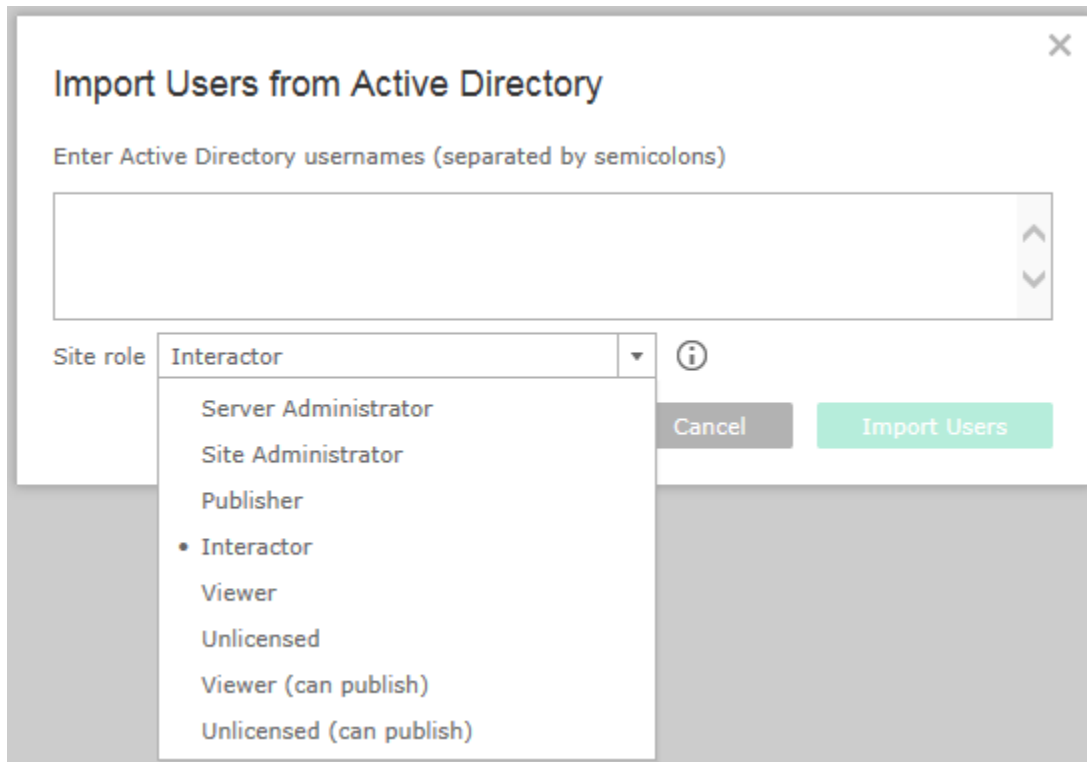 Import Users from Active Directory
Enter Active Directory usernames (separated by semicolons)
Site role Interactor
Server Administrator
Cancel Import Users
Site Administrator
Publisher
• Interactor
Viewer
Unlicensed
Viewer (can publish)
Unlicensed (can publish)